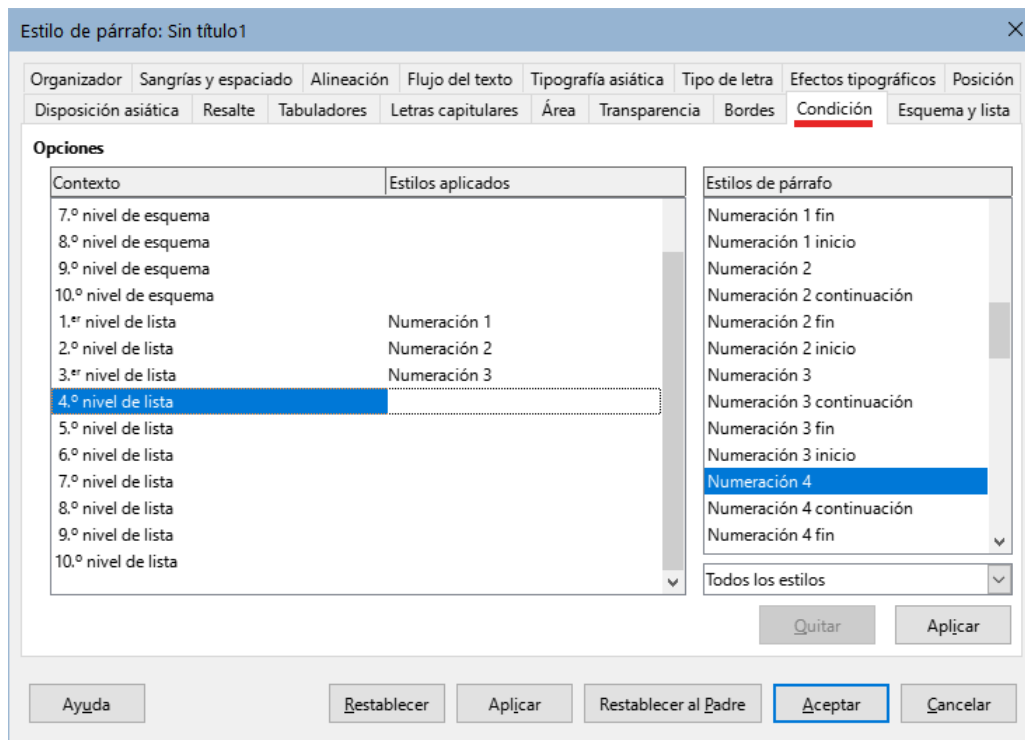 Estilo de párrafo: Sin título1
Organizador Sangrías y espaciado Alineación Flujo del texto Tipografía asiática Tipo de letra Efectos tipográficos Posición
Disposición asiática Resalte Tabuladores Letras capitulares Área Transparencia Bordes Condición Esquema y lista
Opciones
Contexto Estilos aplicados Estilos de párrafo
7.º nivel de esquema Numeración 1 fin
8.º nivel de esquema Numeración 1 inicio
9.º nivel de esquema Numeración 2
10.º nivel de esquema Numeración 2 continuación
1.ᵉʳ nivel de lista Numeración 1 Numeración 2 fin
2.º nivel de lista Numeración 2 Numeración 2 inicio
3.ᵉʳ nivel de lista Numeración 3 Numeración 3
4.º nivel de lista Numeración 3 continuación
5.º nivel de lista Numeración 3 fin
6.º nivel de lista Numeración 3 inicio
7.º nivel de lista Numeración 4
8.º nivel de lista Numeración 4 continuación
9.º nivel de lista Numeración 4 fin
10.º nivel de lista
Todos los estilos
Quitar Aplicar
Ayuda Restablecer Aplicar Restablecer al Padre Aceptar Cancelar